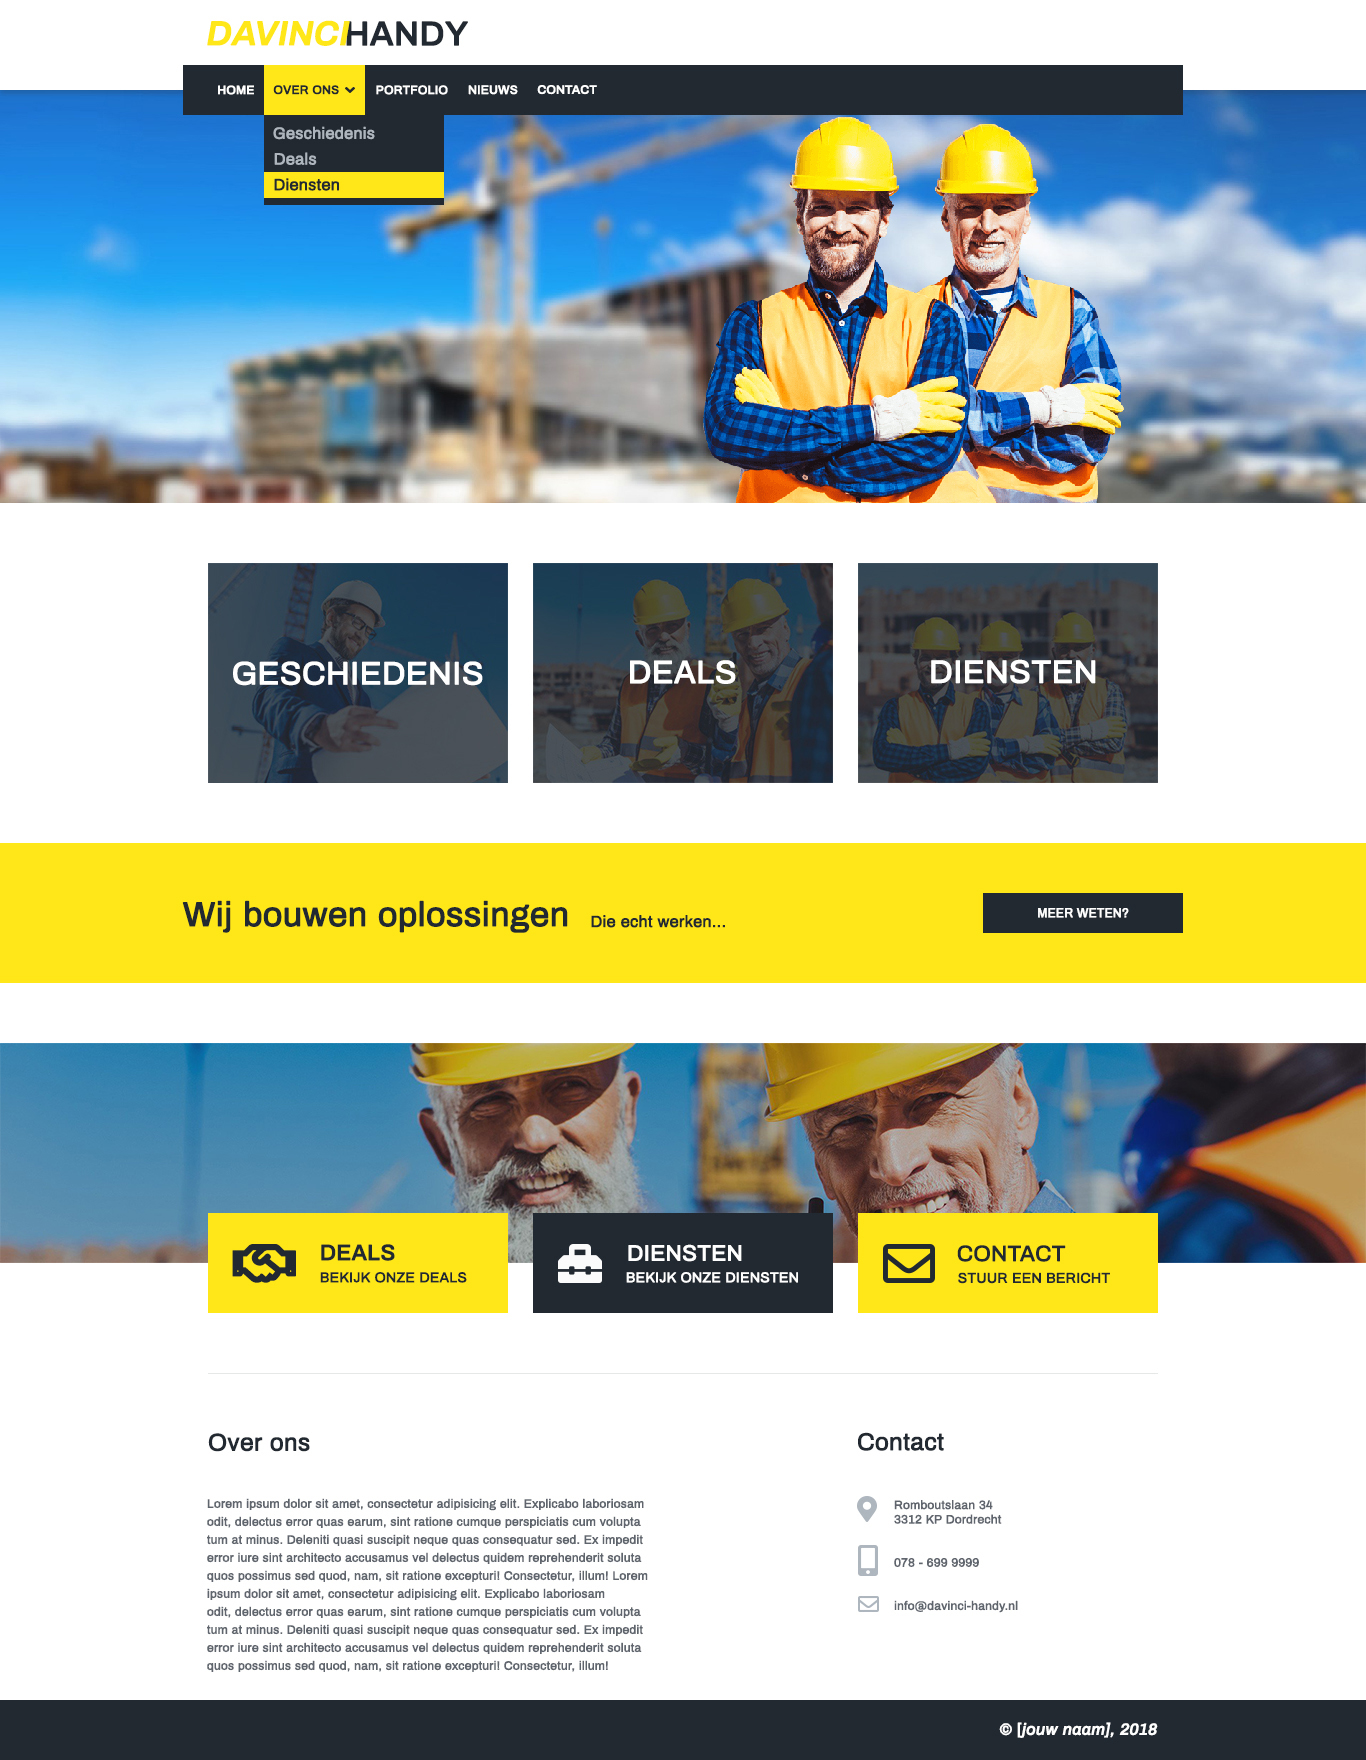 DAVINCIHANDY
HOME OVER ONS PORTFOLIO NIEUWS CONTACT
Geschiedenis
Deals
Diensten
GESCHIEDENIS
DEALS
DIENSTEN
Wij bouwen oplossingen Die echt werken...
MEER WETEN?
DEALS
BEKIJK ONZE DEALS
DIENSTEN
BEKIJK ONZE DIENSTEN
CONTACT
STUUR EEN BERICHT
Over ons
Lorem ipsum dolor sit amet, consectetur adipisicing elit. Explicabo laboriosam
odit, delectus error quas earum, sint ratione cumque perspiciatis cum volupta
tum at minus. Deleniti quasi suscipit neque quas consequatur sed. Ex impedit
error iure sint architecto accusamus vel delectus quidem reprehenderit soluta
quos possimus sed quod, nam, sit ratione excepturi! Consectetur, illum! Lorem
ipsum dolor sit amet, consectetur adipisicing elit. Explicabo laboriosam
odit, delectus error quas earum, sint ratione cumque perspiciatis cum volupta
tum at minus. Deleniti quasi suscipit neque quas consequatur sed. Ex impedit
error iure sint architecto accusamus vel delectus quidem reprehenderit soluta
quos possimus sed quod, nam, sit ratione excepturi! Consectetur, illum!
Contact
Romboutslaan 34
3312 KP Dordrecht
078 - 699 9999
info@davinci-handy.nl
© [jouw naam], 2018